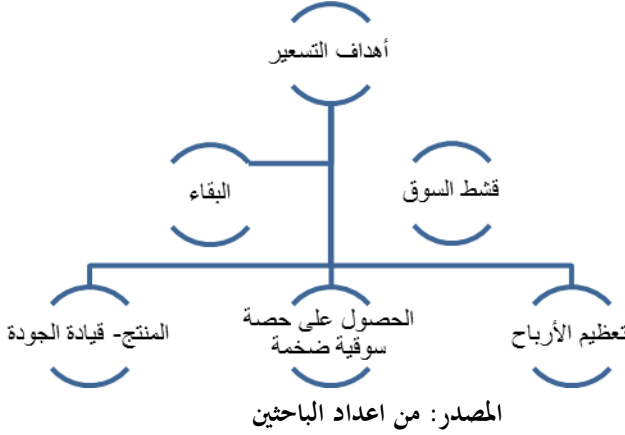 أهداف التسعير
قشط السوق
البقاء
تعظيم الأرباح
الحصول على حصة
سوقية ضخمة
المنتج- قيادة الجودة
المصدر: من اعداد الباحثين